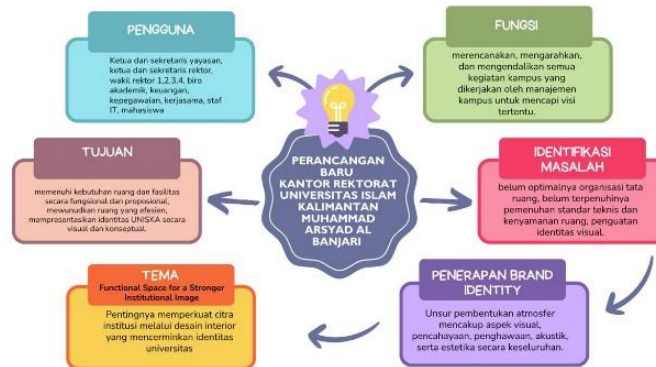 PENGGUNA
Ketua dan sekretaris yayasan,
ketua dan sekretaris rektor,
wakil rektor 1,2,3,4, biro
akademik, keuangan,
kepegawaian, kerjasama, staf
IT, mahasiswa
FUNGSI
merencanakan, mengarahkan,
dan mengendalikan semua
kegiatan kampus yang
dikerjakan oleh manajemen
kampus untuk mencapi visi
tertentu.
TUJUAN
memenuhi kebutuhan ruang dan fasilitas
secara fungsional dan proposional,
mewunudkan ruang yang efesien,
mempresentasikan identitas UNISKA secara
visual dan konseptual.
PERANCANGAN
BARU
KANTOR REKTORAT
UNIVERSITAS ISLAM
KALIMANTAN
MUHAMMAD
ARSYAD AL
BANJARI
IDENTIFIKASI
MASALAH
belum optimalnya organisasi tata
ruang, belum terpenuhinya
pemenuhan standar teknis dan
kenyamanan ruang, penguatan
identitas visual.
TEMA
Functional Space for a Stronger
Institutional Image
Pentingnya memperkuat citra
institusi melalui desain interior
yang mencerminkan identitas
universitas
PENERAPAN BRAND
IDENTITY
Unsur pembentukan atmosfer
mencakup aspek visual,
pencahayaan, penghawaan, akustik,
serta estetika secara keseluruhan.